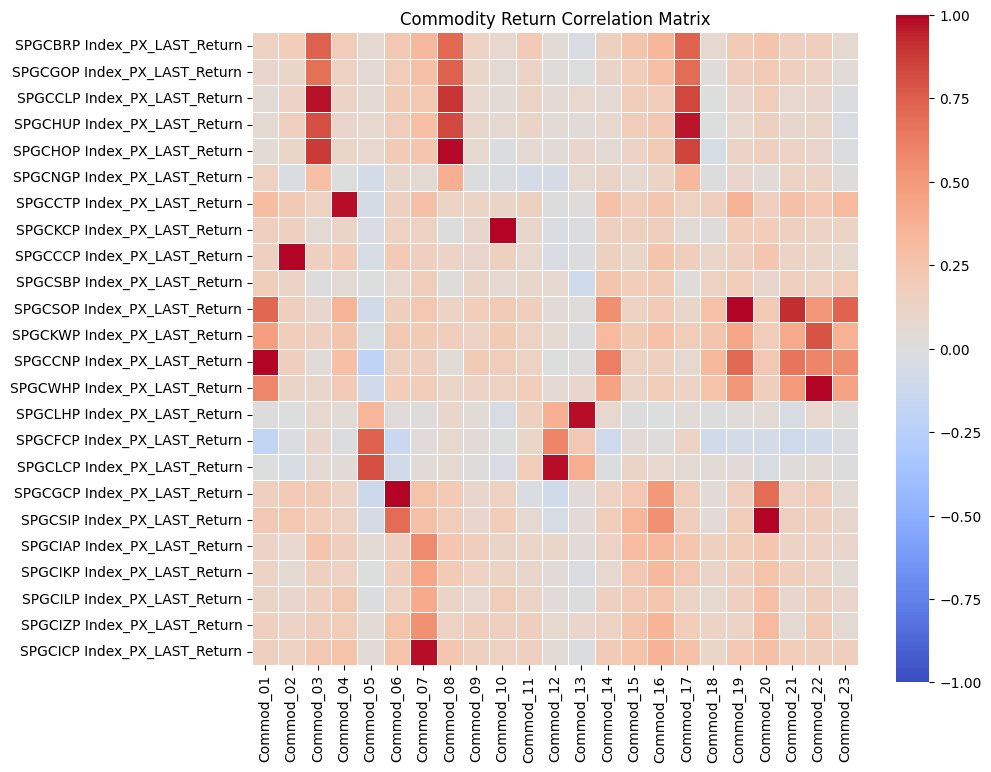 Commodity Return Correlation Matrix
SPGCBRP Index_PX_LAST_Return
SPGCGOP Index_PX_LAST_Return
SPGCCLP Index_PX_LAST_Return
SPGCHUP Index_PX_LAST_Return
SPGCHOP Index_PX_LAST_Return
SPGCNGP Index_PX_LAST_Return
SPGCCTP Index_PX_LAST_Return
SPGCKCP Index_PX_LAST_Return
SPGCCCP Index_PX_LAST_Return
SPGCSBP Index_PX_LAST_Return
SPGCSOP Index_PX_LAST_Return
SPGCKWP Index_PX_LAST_Return
SPGCCNP Index_PX_LAST_Return
SPGCWHP Index_PX_LAST_Return
SPGCLHP Index_PX_LAST_Return
SPGCFCP Index_PX_LAST_Return
SPGCLCP Index_PX_LAST_Return
SPGCGCP Index_PX_LAST_Return
SPGCSIP Index_PX_LAST_Return
SPGCIAP Index_PX_LAST_Return
SPGCIKP Index_PX_LAST_Return
SPGCILP Index_PX_LAST_Return
SPGCIZP Index_PX_LAST_Return
SPGCICP Index_PX_LAST_Return
Commod_01
Commod_02
Commod_03
Commod_04
Commod_05
Commod_06
Commod_07
Commod_08
Commod_09
Commod_10
Commod_11
Commod_12
Commod_13
Commod_14
Commod_15
Commod_16
Commod_17
Commod_18
Commod_19
Commod_20
Commod_21
Commod_22
Commod_23
1.00
0.75
0.50
0.25
0.00
−0.25
−0.50
−0.75
−1.00